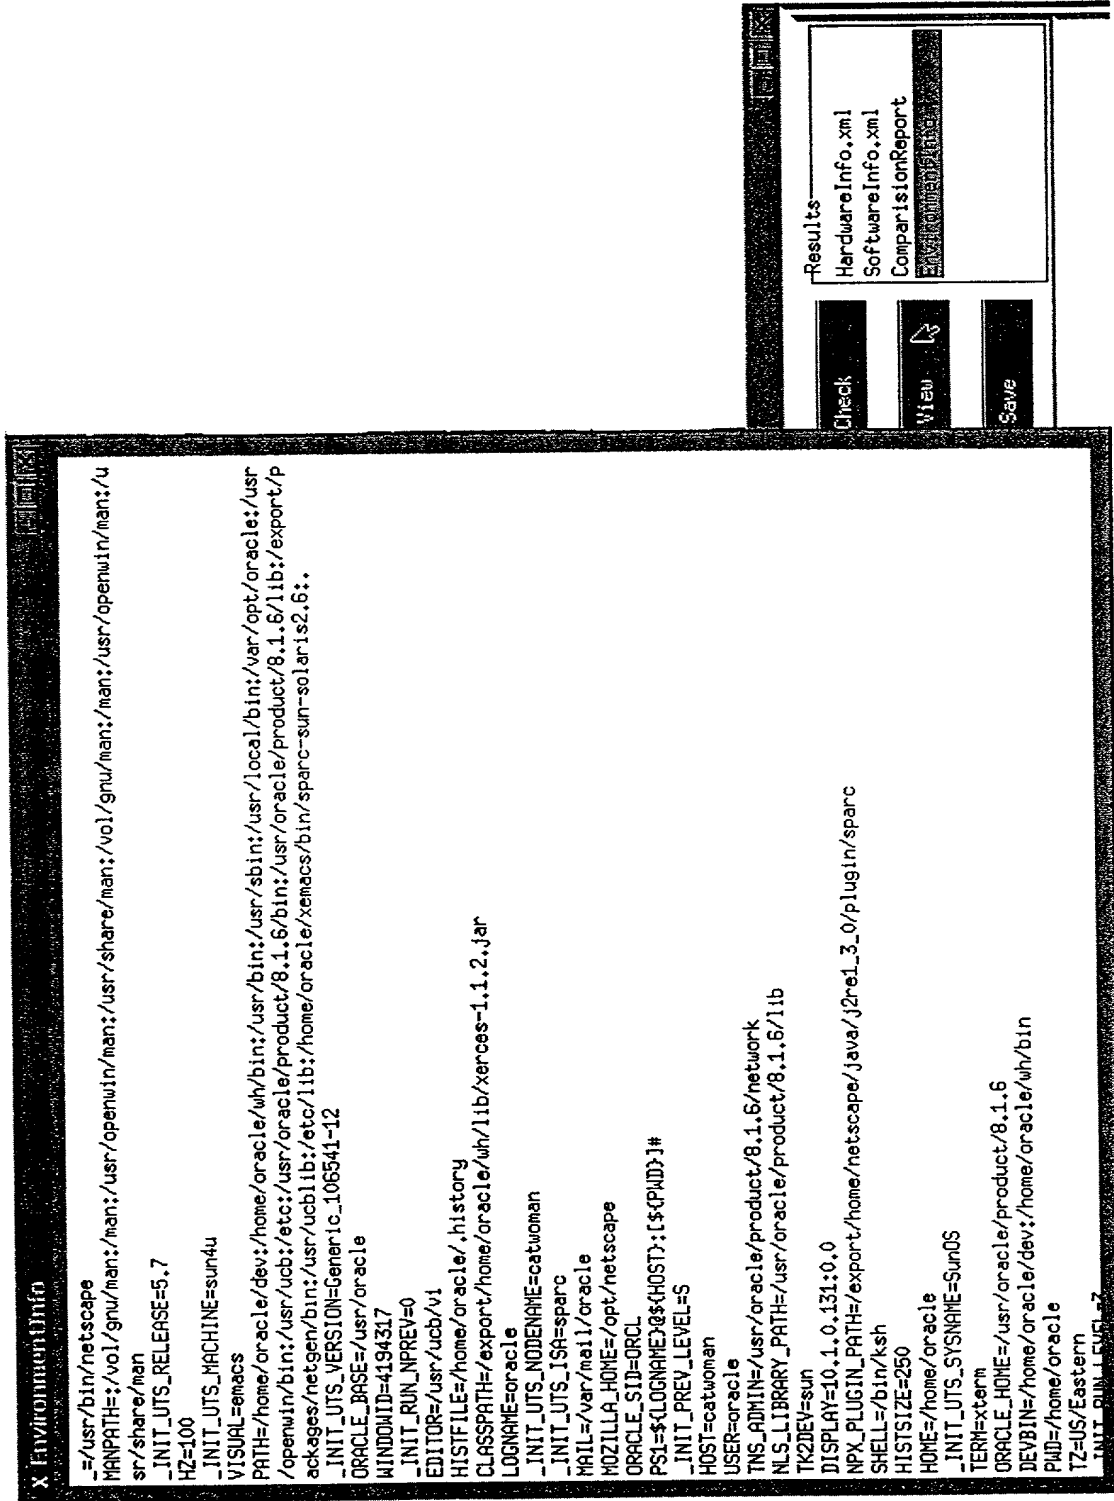 X EnvironmentInfo
_=/usr/bin/netscape
MANPATH=:/vol/gnu/man:/man:/usr/openwin/man:/usr/share/man:/vol/gnu/man:/man:/usr/openwin/man:/u
sr/share/man
_INIT_UTS_RELEASE=5.7
HZ=100
_INIT_UTS_MACHINE=sun4u
VISUAL=emacs
PATH=/home/oracle/dev:/home/oracle/wh/bin:/usr/bin:/usr/sbin:/usr/local/bin:/var/opt/oracle:/usr
/openwin/bin:/usr/ucb:/etc:/usr/oracle/product/8.1.6/bin:/usr/oracle/product/8.1.6/lib:/export/p
ackages/netgen/bin:/usr/ucblib:/etc/lib:/home/oracle/xemacs/bin/sparc-sun-solaris2.6:.
_INIT_UTS_VERSION=Generic_106541-12
ORACLE_BASE=/usr/oracle
WINDOWID=4194317
_INIT_RUN_NPREV=0
EDITOR=/usr/ucb/vi
HISTFILE=/home/oracle/.history
CLASSPATH=/export/home/oracle/wh/lib/xerces-1.1.2.jar
LOGNAME=oracle
_INIT_UTS_NODENAME=catwoman
_INIT_UTS_ISA=sparc
MAIL=/var/mail/oracle
MOZILLA_HOME=/opt/netscape
ORACLE_SID=ORCL
PS1=${LOGNAME}@${HOST}:[${PWD}]#
_INIT_PREV_LEVEL=S
HOST=catwoman
USER=oracle
TNS_ADMIN=/usr/oracle/product/8.1.6/network
NLS_LIBRARY_PATH=/usr/oracle/product/8.1.6/lib
TK2DEV=sun
DISPLAY=10.1.0.131:0.0
NPX_PLUGIN_PATH=/export/home/netscape/java/j2re1_3_0/plugin/sparc
SHELL=/bin/ksh
HISTSIZE=250
HOME=/home/oracle
_INIT_UTS_SYSNAME=SunOS
TERM=xterm
ORACLE_HOME=/usr/oracle/product/8.1.6
DEVBIN=/home/oracle/dev:/home/oracle/wh/bin
PWD=/home/oracle
TZ=US/Eastern
_INIT_RUN_LEVEL=3
Check
View
Save
Results
HardwareInfo.xml
SoftwareInfo.xml
ComparisionReport
EnvironmentInfo